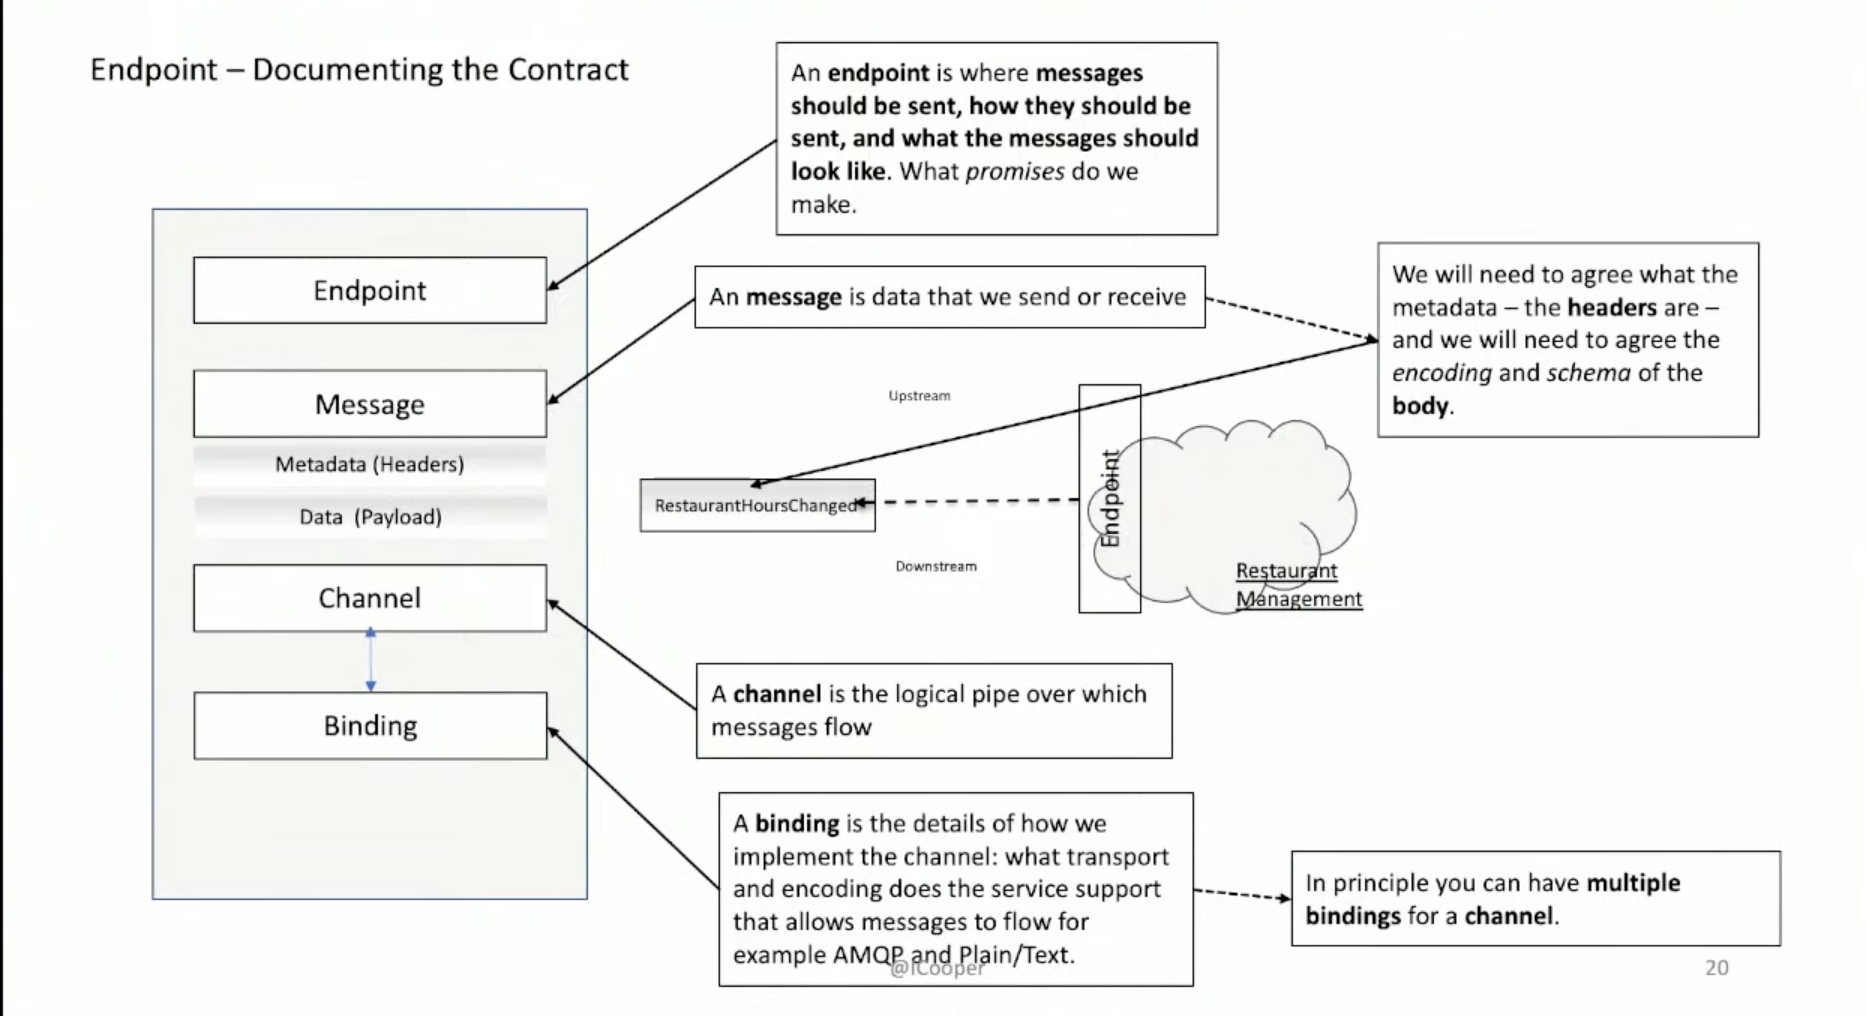 Endpoint – Documenting the Contract
An endpoint is where messages
should be sent, how they should be
sent, and what the messages should
look like. What promises do we
make.
Endpoint
An message is data that we send or receive
We will need to agree what the
metadata – the headers are –
and we will need to agree the
encoding and schema of the
body.
Message
Metadata (Headers)
Data (Payload)
Upstream
RestaurantHoursChanged
Downstream
Endpoint
Restaurant
Management
Channel
A channel is the logical pipe over which
messages flow
Binding
A binding is the details of how we
implement the channel: what transport
and encoding does the service support
that allows messages to flow for
example AMQP and Plain/Text.
In principle you can have multiple
bindings for a channel.
@ICooper
20